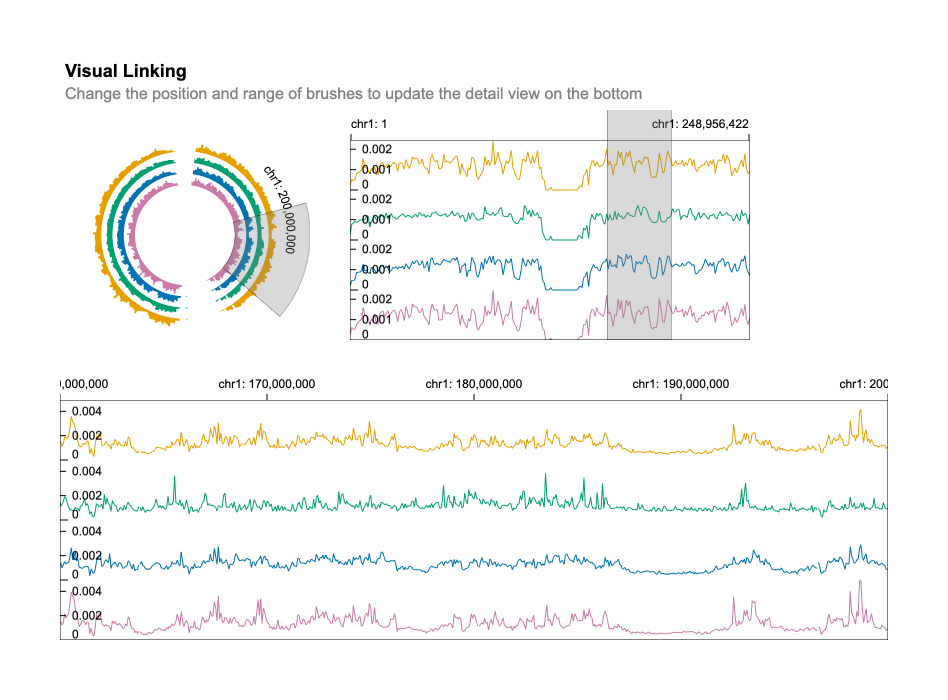 Visual Linking
Change the position and range of brushes to update the detail view on the bottom
chr1: 200,000,000
chr1: 1
chr1: 248,956,422
0.002
0.001
0
0.002
0.001
0
0.002
0.001
0
0.002
0.001
0
0,000,000
chr1: 170,000,000
chr1: 180,000,000
chr1: 190,000,000
chr1: 200
0.004
0.002
0
0.004
0.002
0
0.004
0.002
0
0.004
0.002
0